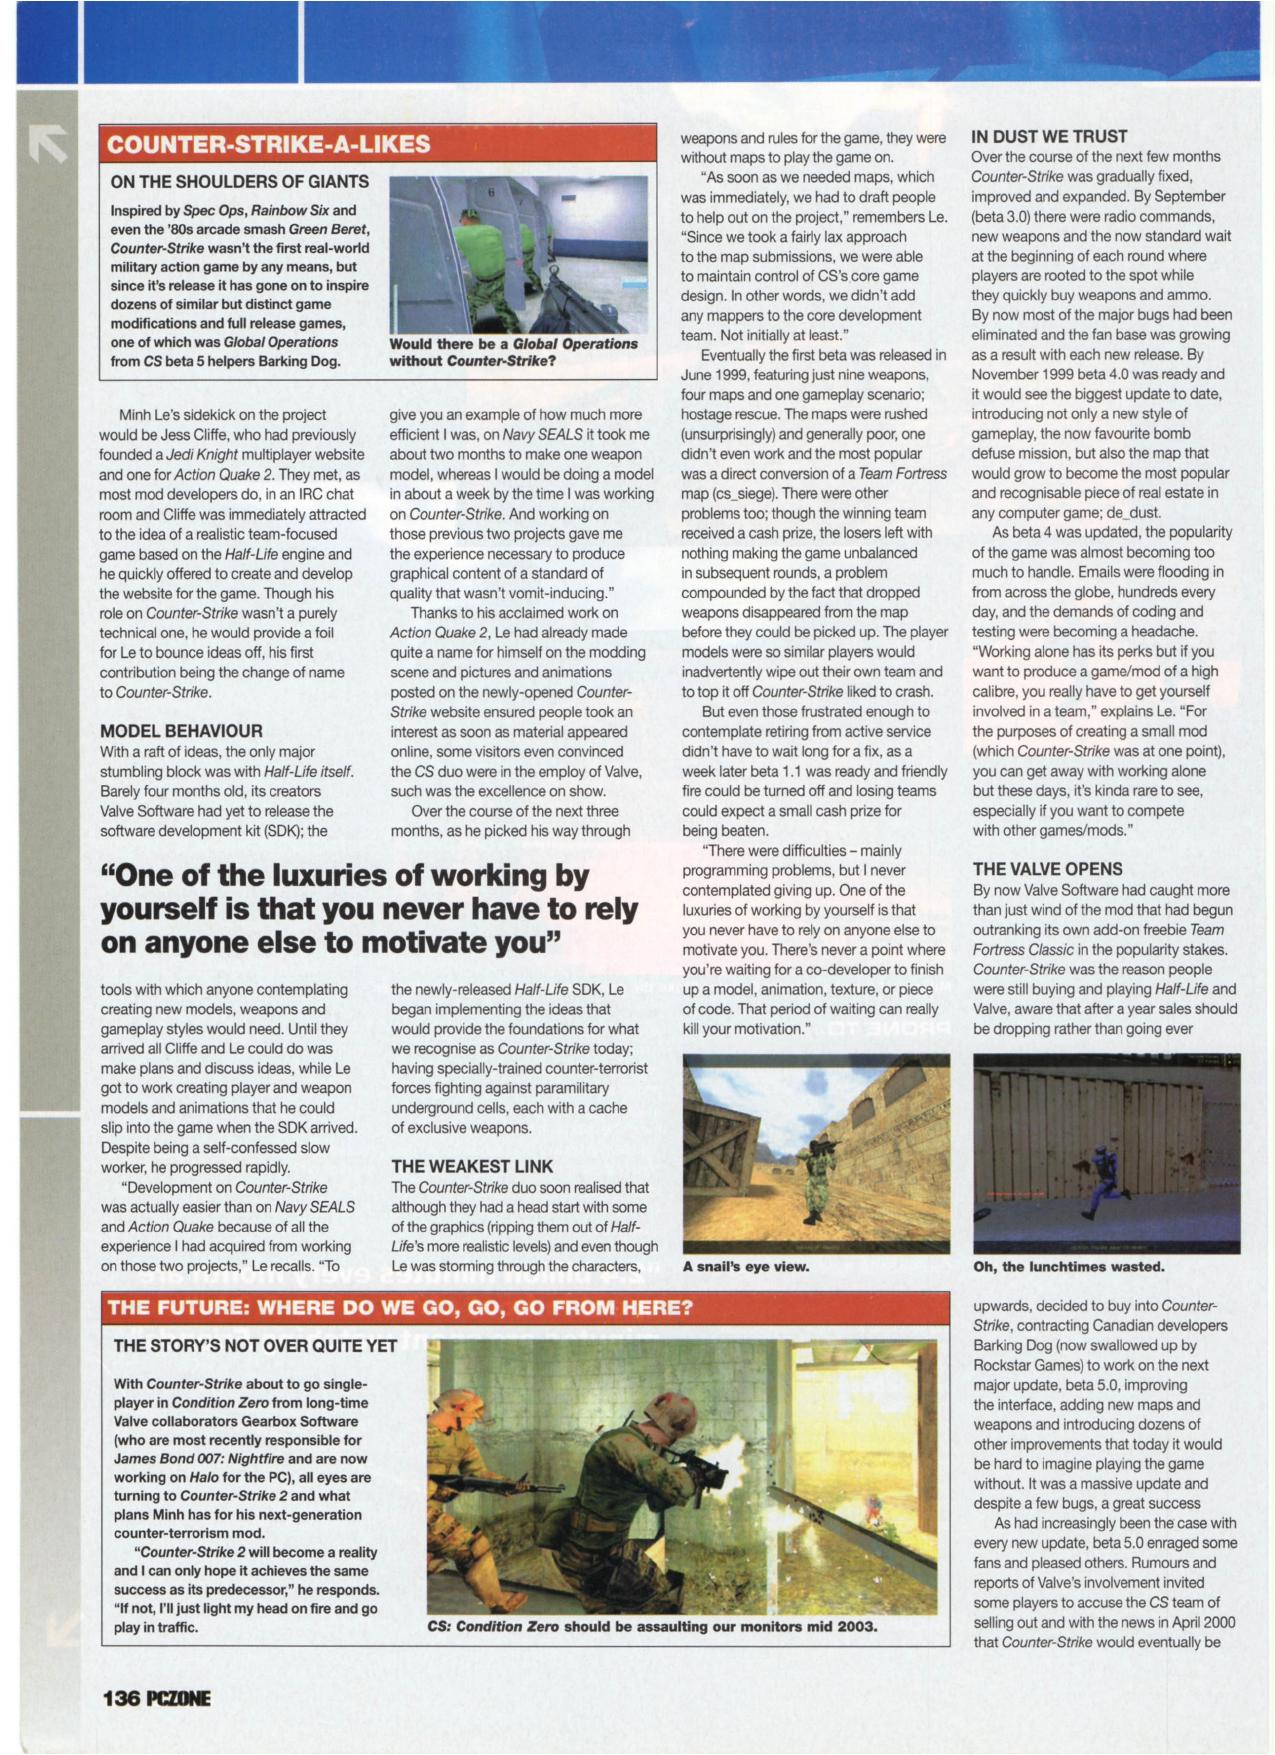 COUNTER-STRIKE-A-LIKES
ON THE SHOULDERS OF GIANTS
Inspired by Spec Ops, Rainbow Six and
even the '80s arcade smash Green Beret,
Counter-Strike wasn't the first real-world
military action game by any means, but
since it's release it has gone on to inspire
dozens of similar but distinct game
modifications and full release games,
one of which was Global Operations
from CS beta 5 helpers Barking Dog.
Would there be a Global Operations
without Counter-Strike?
Minh Le's sidekick on the project
would be Jess Cliffe, who had previously
founded a Jedi Knight multiplayer website
and one for Action Quake 2. They met, as
most mod developers do, in an IRC chat
room and Cliffe was immediately attracted
to the idea of a realistic team-focused
game based on the Half-Life engine and
he quickly offered to create and develop
the website for the game. Though his
role on Counter-Strike wasn't a purely
technical one, he would provide a foil
for Le to bounce ideas off, his first
contribution being the change of name
to Counter-Strike.
MODEL BEHAVIOUR
With a raft of ideas, the only major
stumbling block was with Half-Life itself.
Barely four months old, its creators
Valve Software had yet to release the
software development kit (SDK); the
"One of the luxuries of working by
yourself is that you never have to rely
on anyone else to motivate you"
tools with which anyone contemplating
creating new models, weapons and
gameplay styles would need. Until they
arrived all Cliffe and Le could do was
make plans and discuss ideas, while Le
got to work creating player and weapon
models and animations that he could
slip into the game when the SDK arrived.
Despite being a self-confessed slow
worker, he progressed rapidly.
"Development on Counter-Strike
was actually easier than on Navy SEALS
and Action Quake because of all the
experience I had acquired from working
on those two projects," Le recalls. "To
give you an example of how much more
efficient I was, on Navy SEALS it took me
about two months to make one weapon
model, whereas I would be doing a model
in about a week by the time I was working
on Counter-Strike. And working on
those previous two projects gave me
the experience necessary to produce
graphical content of a standard of
quality that wasn't vomit-inducing."
Thanks to his acclaimed work on
Action Quake 2, Le had already made
quite a name for himself on the modding
scene and pictures and animations
posted on the newly-opened Counter-
Strike website ensured people took an
interest as soon as material appeared
online, some visitors even convinced
the CS duo were in the employ of Valve,
such was the excellence on show.
Over the course of the next three
months, as he picked his way through
the newly-released Half-Life SDK, Le
began implementing the ideas that
would provide the foundations for what
we recognise as Counter-Strike today;
having specially-trained counter-terrorist
forces fighting against paramilitary
underground cells, each with a cache
of exclusive weapons.
THE WEAKEST LINK
The Counter-Strike duo soon realised that
although they had a head start with some
of the graphics (ripping them out of Half-
Life's more realistic levels) and even though
Le was storming through the characters,
weapons and rules for the game, they were
without maps to play the game on.
"As soon as we needed maps, which
was immediately, we had to draft people
to help out on the project," remembers Le.
"Since we took a fairly lax approach
to the map submissions, we were able
to maintain control of CS's core game
design. In other words, we didn't add
any mappers to the core development
team. Not initially at least."
Eventually the first beta was released in
June 1999, featuring just nine weapons,
four maps and one gameplay scenario;
hostage rescue. The maps were rushed
(unsurprisingly) and generally poor, one
didn't even work and the most popular
was a direct conversion of a Team Fortress
map (cs_siege). There were other
problems too; though the winning team
received a cash prize, the losers left with
nothing making the game unbalanced
in subsequent rounds, a problem
compounded by the fact that dropped
weapons disappeared from the map
before they could be picked up. The player
models were so similar players would
inadvertently wipe out their own team and
to top it off Counter-Strike liked to crash.
But even those frustrated enough to
contemplate retiring from active service
didn't have to wait long for a fix, as a
week later beta 1.1 was ready and friendly
fire could be turned off and losing teams
could expect a small cash prize for
being beaten.
"There were difficulties – mainly
programming problems, but I never
contemplated giving up. One of the
luxuries of working by yourself is that
you never have to rely on anyone else to
motivate you. There's never a point where
you're waiting for a co-developer to finish
up a model, animation, texture, or piece
of code. That period of waiting can really
kill your motivation."
A snail's eye view.
IN DUST WE TRUST
Over the course of the next few months
Counter-Strike was gradually fixed,
improved and expanded. By September
(beta 3.0) there were radio commands,
new weapons and the now standard wait
at the beginning of each round where
players are rooted to the spot while
they quickly buy weapons and ammo.
By now most of the major bugs had been
eliminated and the fan base was growing
as a result with each new release. By
November 1999 beta 4.0 was ready and
it would see the biggest update to date,
introducing not only a new style of
gameplay, the now favourite bomb
defuse mission, but also the map that
would grow to become the most popular
and recognisable piece of real estate in
any computer game; de_dust.
As beta 4 was updated, the popularity
of the game was almost becoming too
much to handle. Emails were flooding in
from across the globe, hundreds every
day, and the demands of coding and
testing were becoming a headache.
"Working alone has its perks but if you
want to produce a game/mod of a high
calibre, you really have to get yourself
involved in a team," explains Le. "For
the purposes of creating a small mod
(which Counter-Strike was at one point),
you can get away with working alone
but these days, it's kinda rare to see,
especially if you want to compete
with other games/mods."
THE VALVE OPENS
By now Valve Software had caught more
than just wind of the mod that had begun
outranking its own add-on freebie Team
Fortress Classic in the popularity stakes.
Counter-Strike was the reason people
were still buying and playing Half-Life and
Valve, aware that after a year sales should
be dropping rather than going ever
Oh, the lunchtimes wasted.
upwards, decided to buy into Counter-
Strike, contracting Canadian developers
Barking Dog (now swallowed up by
Rockstar Games) to work on the next
major update, beta 5.0, improving
the interface, adding new maps and
weapons and introducing dozens of
other improvements that today it would
be hard to imagine playing the game
without. It was a massive update and
despite a few bugs, a great success
As had increasingly been the case with
every new update, beta 5.0 enraged some
fans and pleased others. Rumours and
reports of Valve's involvement invited
some players to accuse the CS team of
selling out and with the news in April 2000
that Counter-Strike would eventually be
THE FUTURE: WHERE DO WE GO, GO, GO FROM HERE?
THE STORY'S NOT OVER QUITE YET
With Counter-Strike about to go single-
player in Condition Zero from long-time
Valve collaborators Gearbox Software
(who are most recently responsible for
James Bond 007: Nightfire and are now
working on Halo for the PC), all eyes are
turning to Counter-Strike 2 and what
plans Minh has for his next-generation
counter-terrorism mod.
"Counter-Strike 2 will become a reality
and I can only hope it achieves the same
success as its predecessor," he responds.
"If not, I'll just light my head on fire and go
play in traffic.
CS: Condition Zero should be assaulting our monitors mid 2003.
136 PCZONE